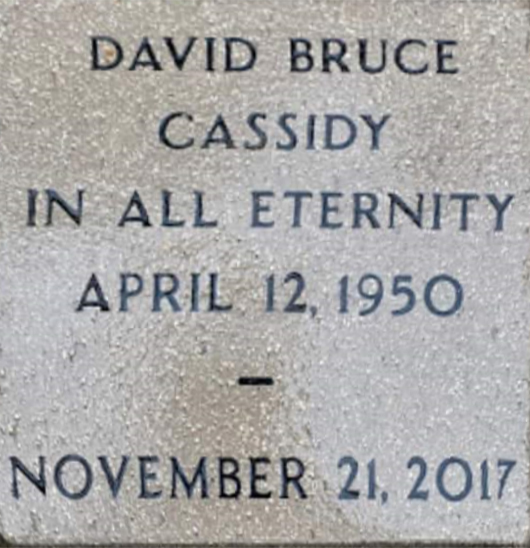 DAVID BRUCE
CASSIDY
IN ALL ETERNITY
APRIL 12, 1950
–
NOVEMBER 21, 2017